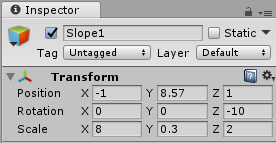 Inspector
Slope1 Static
Tag Untagged Layer Default
Transform
Position X -1 Y 8.57 Z 1
Rotation X 0 Y 0 Z -10
Scale X 8 Y 0.3 Z 2